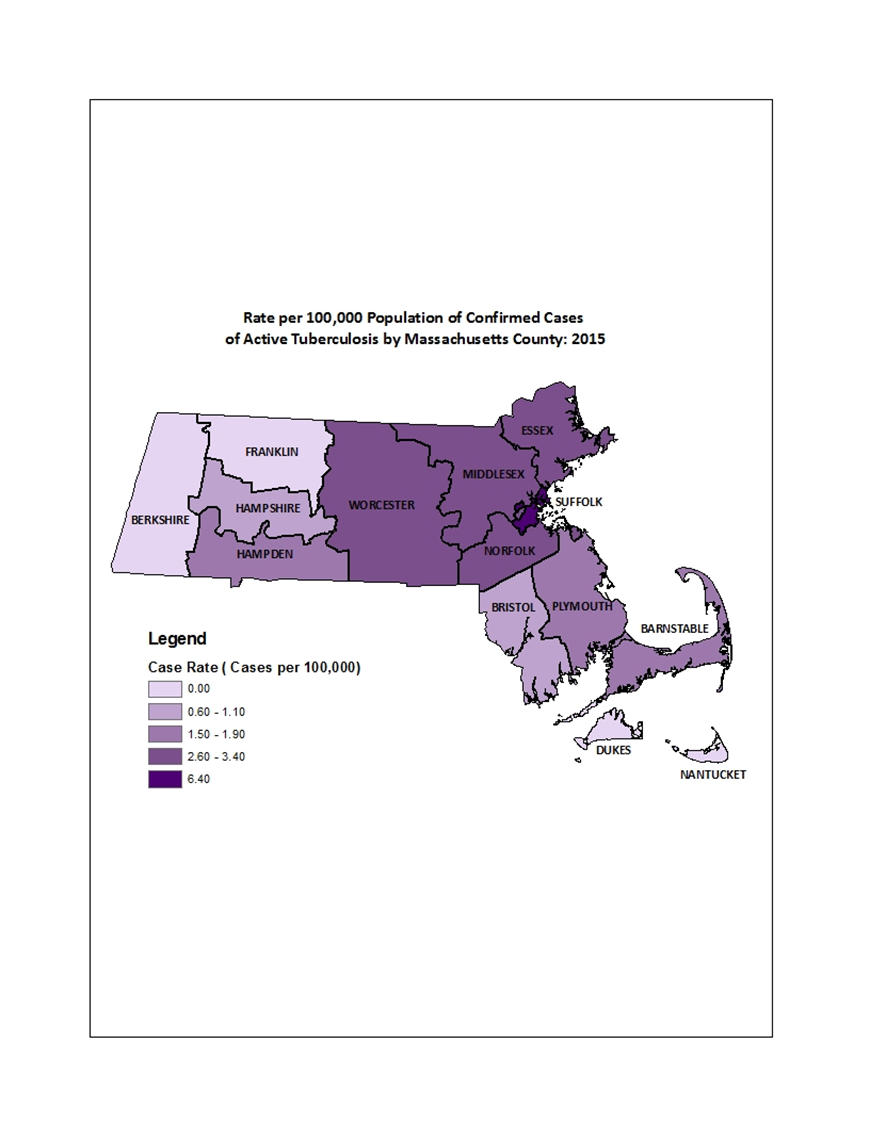 Rate per 100,000 Population of Confirmed Cases
of Active Tuberculosis by Massachusetts County: 2015
ESSEX
FRANKLIN
MIDDLESEX
SUFFOLK
WORCESTER
HAMPSHIRE
BERKSHIRE
NORFOLK
HAMPDEN
BRISTOL
PLYMOUTH
BARNSTABLE
DUKES
NANTUCKET
Legend
Case Rate ( Cases per 100,000)
0.00
0.60 - 1.10
1.50 - 1.90
2.60 - 3.40
6.40